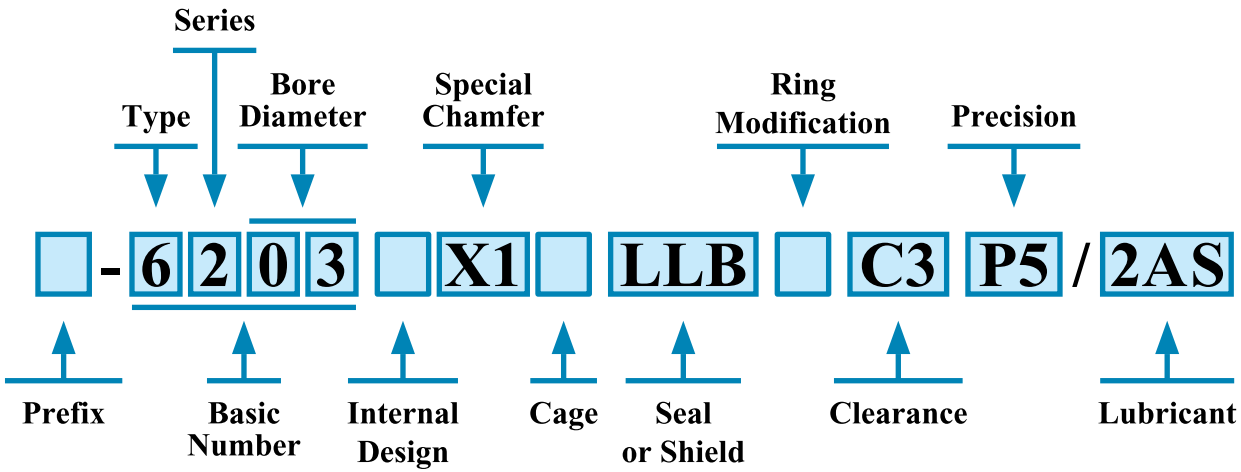 Series
Bore
Diameter
Special
Chamfer
Ring
Modification
Type
Precision
- 6 2 0 3 X1 LLB C3 P5 / 2AS
Prefix
Basic
Number
Internal
Design
Cage
Seal
or Shield
Clearance
Lubricant